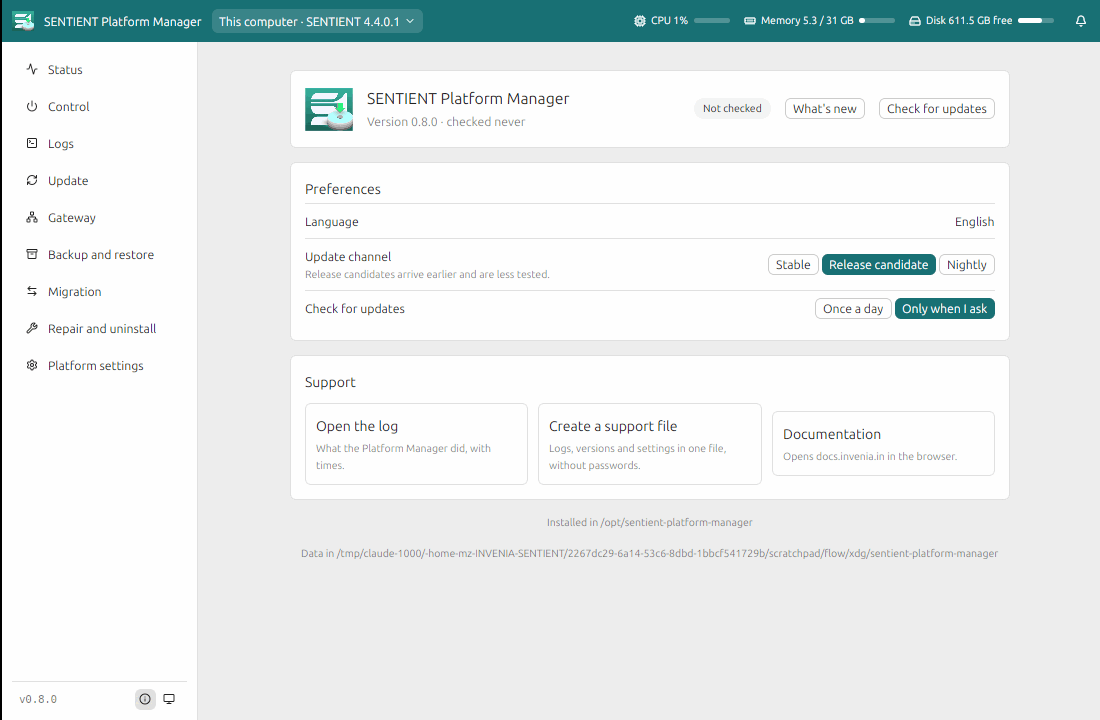 SENTIENT Platform Manager
This computer · SENTIENT 4.4.0.1
CPU 1%
Memory 5.3 / 31 GB
Disk 611.5 GB free
Status
Control
Logs
Update
Gateway
Backup and restore
Migration
Repair and uninstall
Platform settings
v0.8.0
SENTIENT Platform Manager
Version 0.8.0 · checked never
Not checked
What's new
Check for updates
Preferences
Language
English
Update channel
Release candidates arrive earlier and are less tested.
Stable
Release candidate
Nightly
Check for updates
Once a day
Only when I ask
Support
Open the log
What the Platform Manager did, with
times.
Create a support file
Logs, versions and settings in one file,
without passwords.
Documentation
Opens docs.invenia.in in the browser.
Installed in /opt/sentient-platform-manager
Data in /tmp/claude-1000/-home-mz-INVENIA-SENTIENT/2267dc29-6a14-53c6-8dbd-1bbcf541729b/scratchpad/flow/xdg/sentient-platform-manager